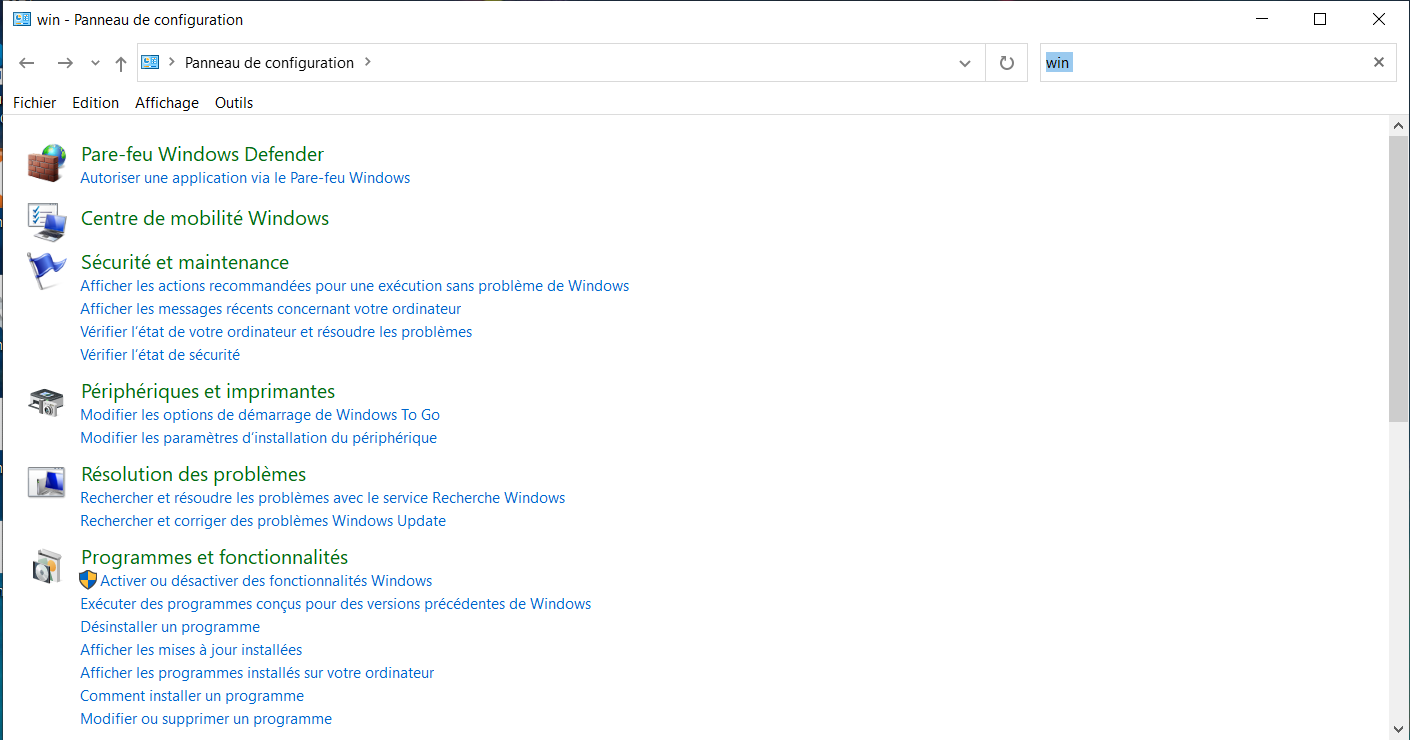 win - Panneau de configuration
Panneau de configuration
win
Fichier Edition Affichage Outils
Pare-feu Windows Defender
Autoriser une application via le Pare-feu Windows
Centre de mobilité Windows
Sécurité et maintenance
Afficher les actions recommandées pour une exécution sans problème de Windows
Afficher les messages récents concernant votre ordinateur
Vérifier l'état de votre ordinateur et résoudre les problèmes
Vérifier l'état de sécurité
Périphériques et imprimantes
Modifier les options de démarrage de Windows To Go
Modifier les paramètres d'installation du périphérique
Résolution des problèmes
Rechercher et résoudre les problèmes avec le service Recherche Windows
Rechercher et corriger des problèmes Windows Update
Programmes et fonctionnalités
Activer ou désactiver des fonctionnalités Windows
Exécuter des programmes conçus pour des versions précédentes de Windows
Désinstaller un programme
Afficher les mises à jour installées
Afficher les programmes installés sur votre ordinateur
Comment installer un programme
Modifier ou supprimer un programme